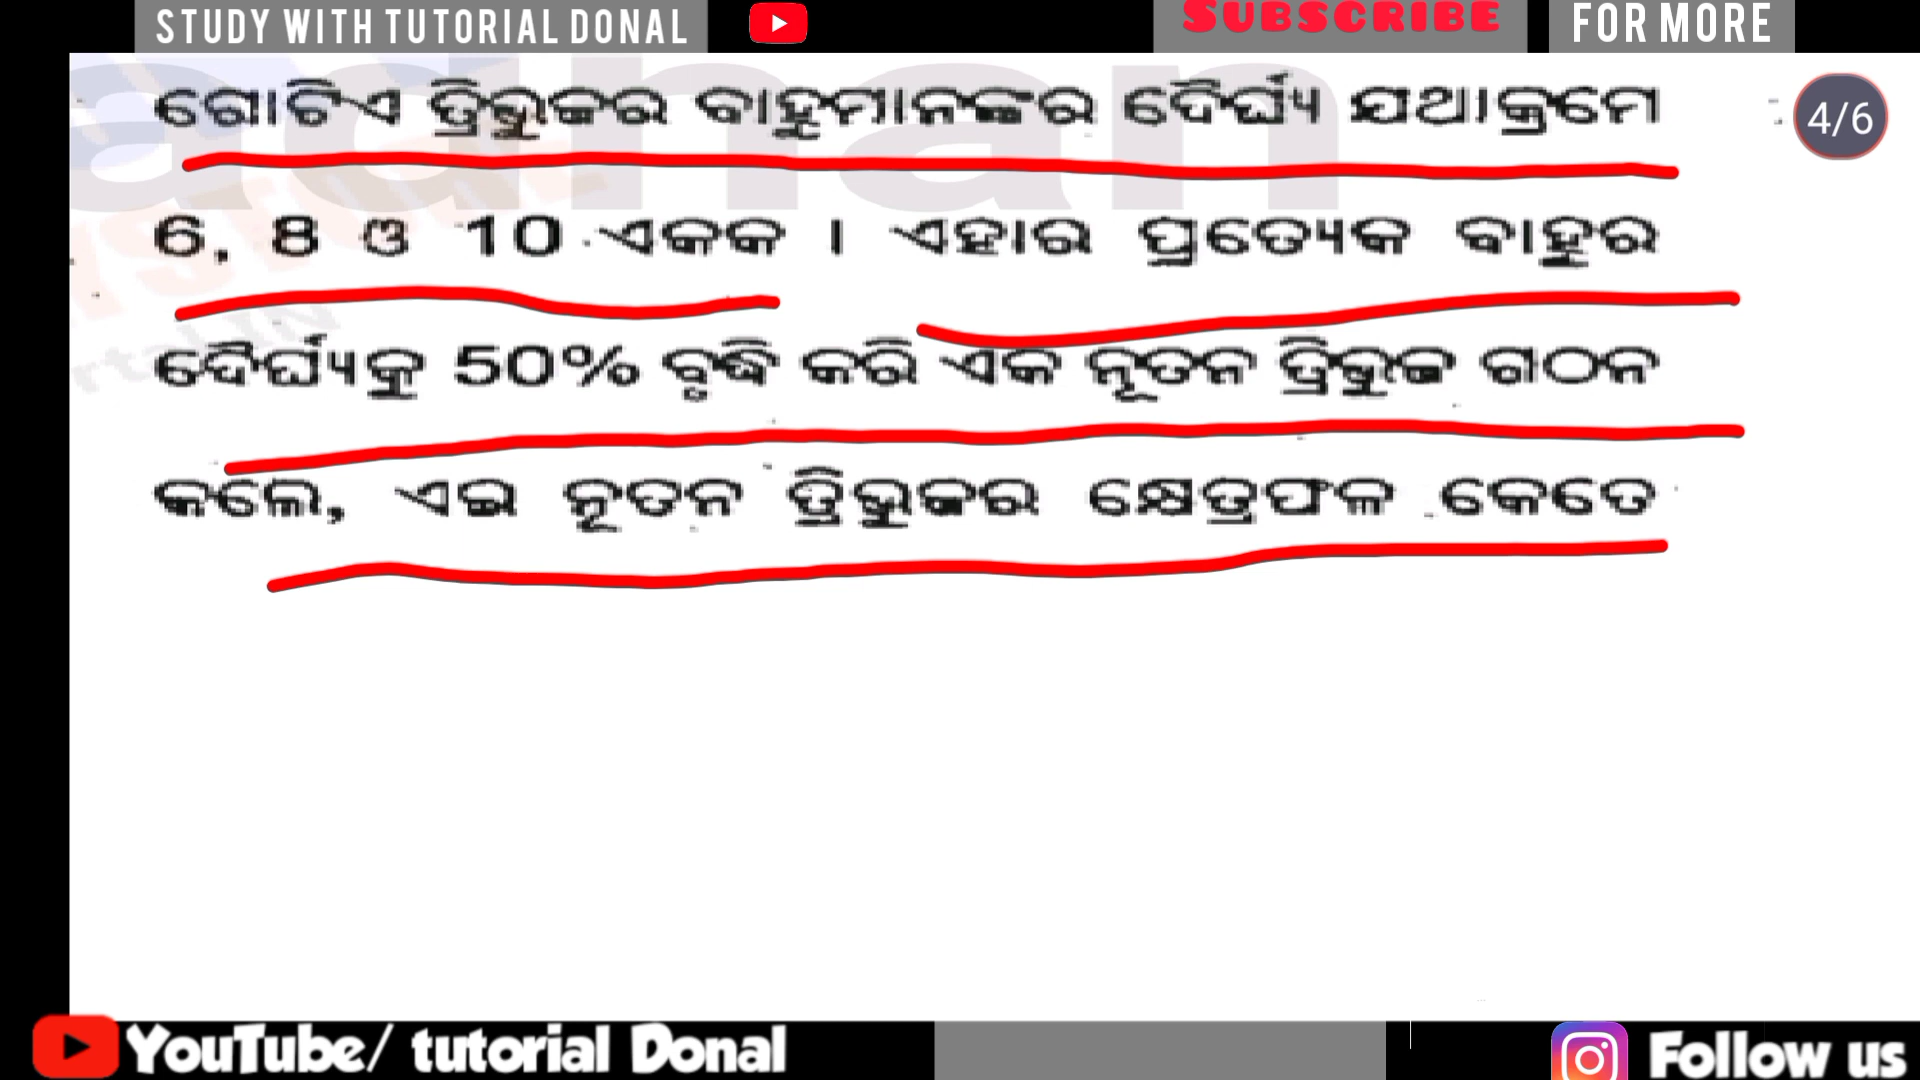 STUDY WITH TUTORIAL DONAL SUBSCRIBE FOR MORE
ଗୋଟିଏ ତ୍ରିଭୁଜର ବାହୁମାନଙ୍କର ଦୈର୍ଘ୍ୟ ଯଥାକ୍ରମେ
4/6
6, 8 ଓ 10 ଏକକ । ଏହାର ପ୍ରତ୍ୟେକ ବାହୁର
ଦୈର୍ଘ୍ୟକୁ 50% ବୃଦ୍ଧି କରି ଏକ ନୂତନ ତ୍ରିଭୁଜ ଗଠନ
କଲେ, ଏଇ ନୂତନ ତ୍ରିଭୁଜର କ୍ଷେତ୍ରଫଳ କେତେ
YouTube/ tutorial Donal Follow us